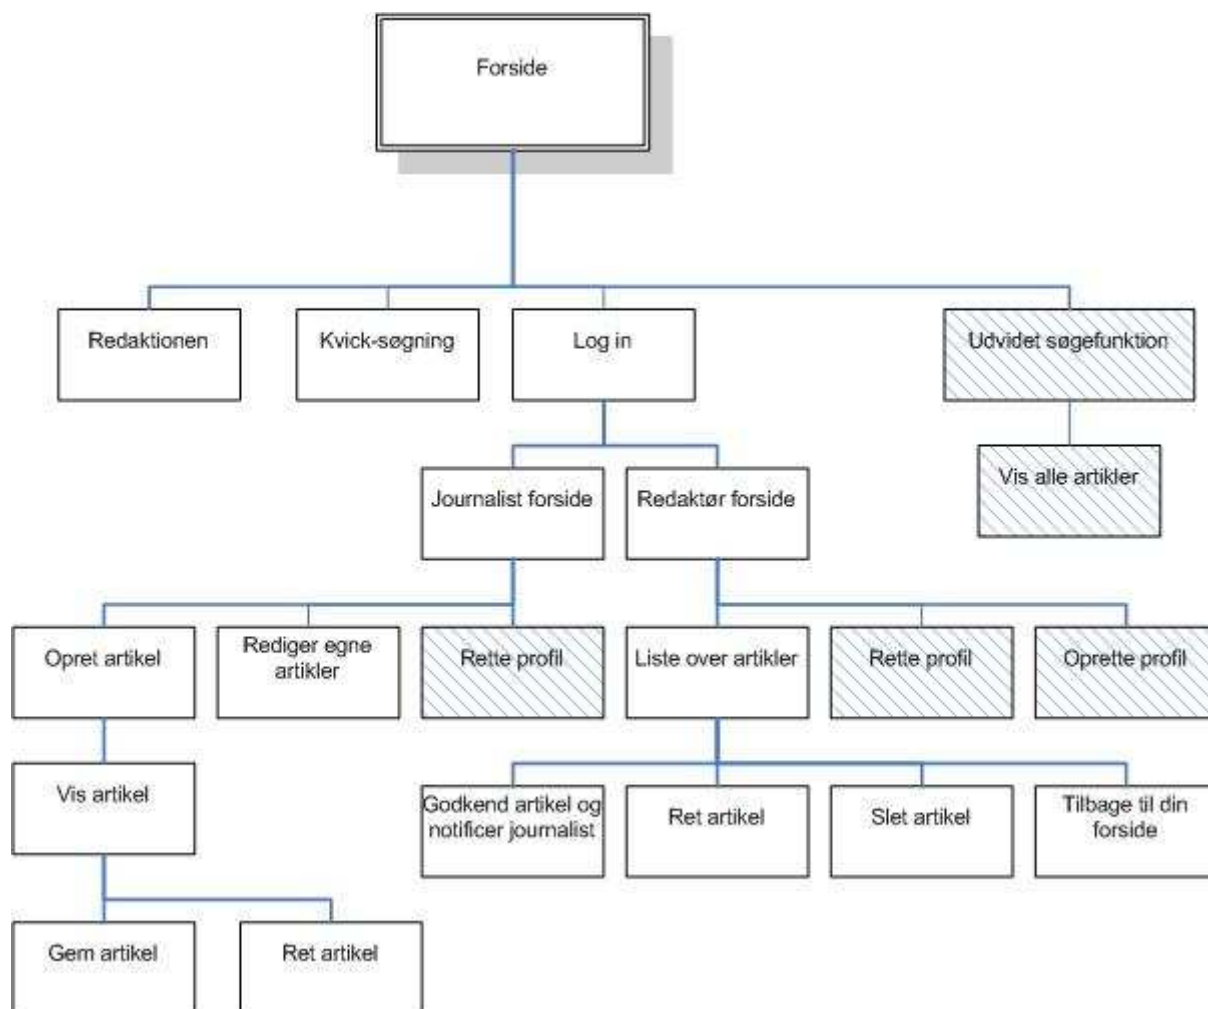 Forside
Redaktionen
Kvick-søgning
Log in
Udvidet søgefunktion
Vis alle artikler
Journalist forside
Redaktør forside
Opret artikel
Rediger egne
artikler
Rette profil
Liste over artikler
Rette profil
Oprette profil
Vis artikel
Godkend artikel og
notificer journalist
Ret artikel
Slet artikel
Tilbage til din
forside
Gem artikel
Ret artikel